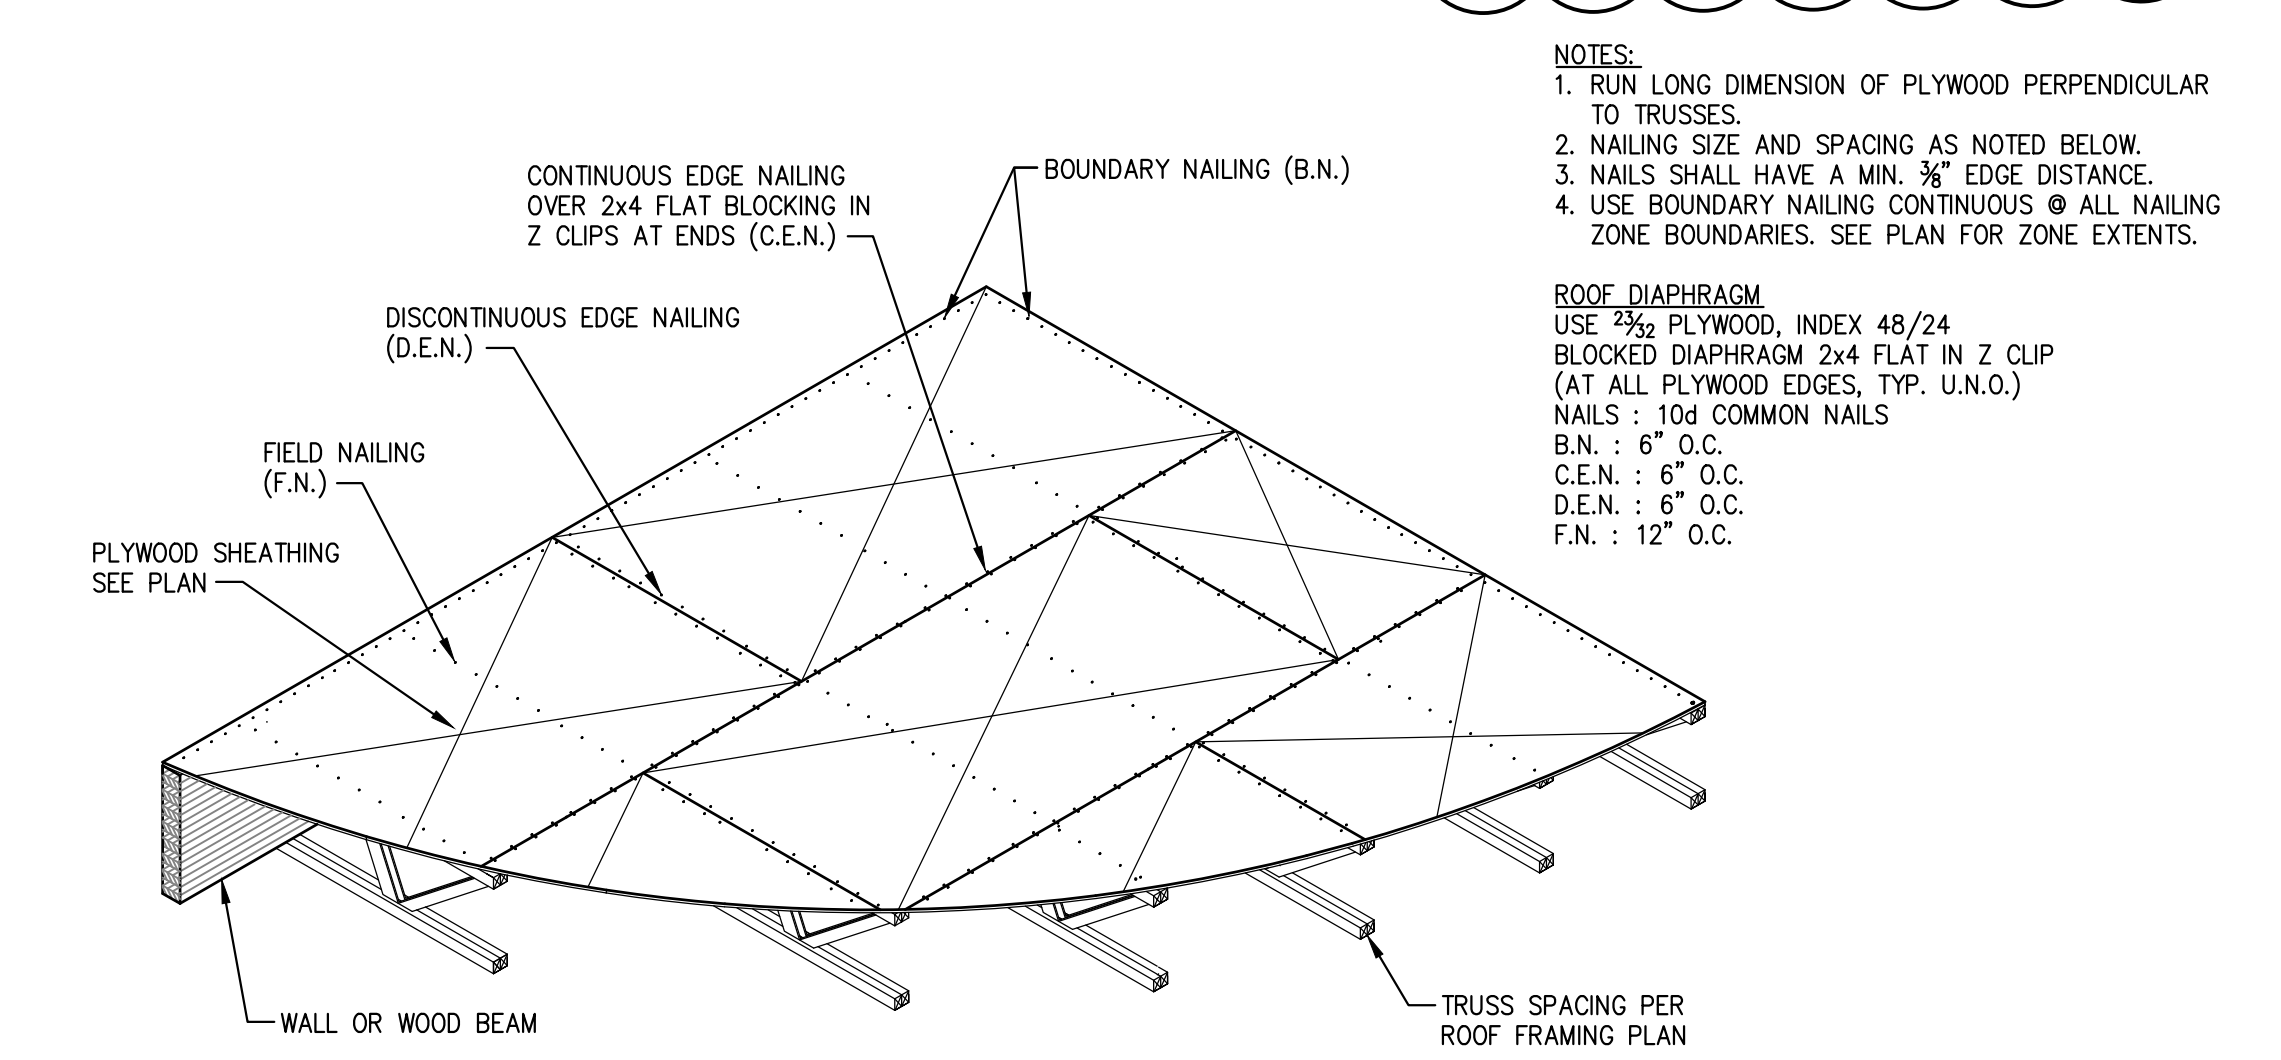 NOTES:
1. RUN LONG DIMENSION OF PLYWOOD PERPENDICULAR
TO TRUSSES.
2. NAILING SIZE AND SPACING AS NOTED BELOW.
3. NAILS SHALL HAVE A MIN. 3/8" EDGE DISTANCE.
4. USE BOUNDARY NAILING CONTINUOUS @ ALL NAILING
ZONE BOUNDARIES. SEE PLAN FOR ZONE EXTENTS.
ROOF DIAPHRAGM
USE 23/32 PLYWOOD, INDEX 48/24
BLOCKED DIAPHRAGM 2x4 FLAT IN Z CLIP
(AT ALL PLYWOOD EDGES, TYP. U.N.O.)
NAILS : 10d COMMON NAILS
B.N. : 6" O.C.
C.E.N. : 6" O.C.
D.E.N. : 6" O.C.
F.N. : 12" O.C.
BOUNDARY NAILING (B.N.)
CONTINUOUS EDGE NAILING
OVER 2x4 FLAT BLOCKING IN
Z CLIPS AT ENDS (C.E.N.)
DISCONTINUOUS EDGE NAILING
(D.E.N.)
FIELD NAILING
(F.N.)
PLYWOOD SHEATHING
SEE PLAN
WALL OR WOOD BEAM
TRUSS SPACING PER
ROOF FRAMING PLAN